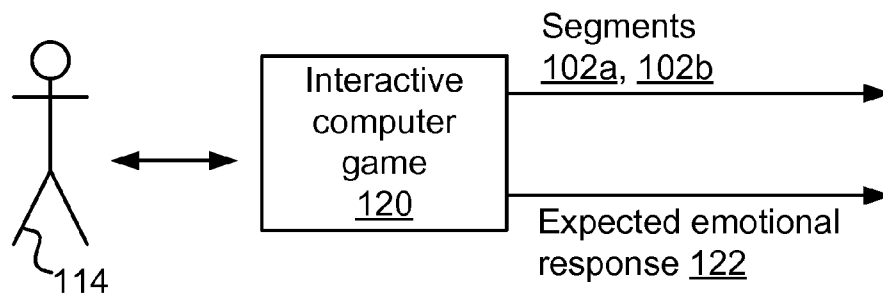 Segments
102a, 102b
Interactive
computer
game
120
Expected emotional
response 122
114